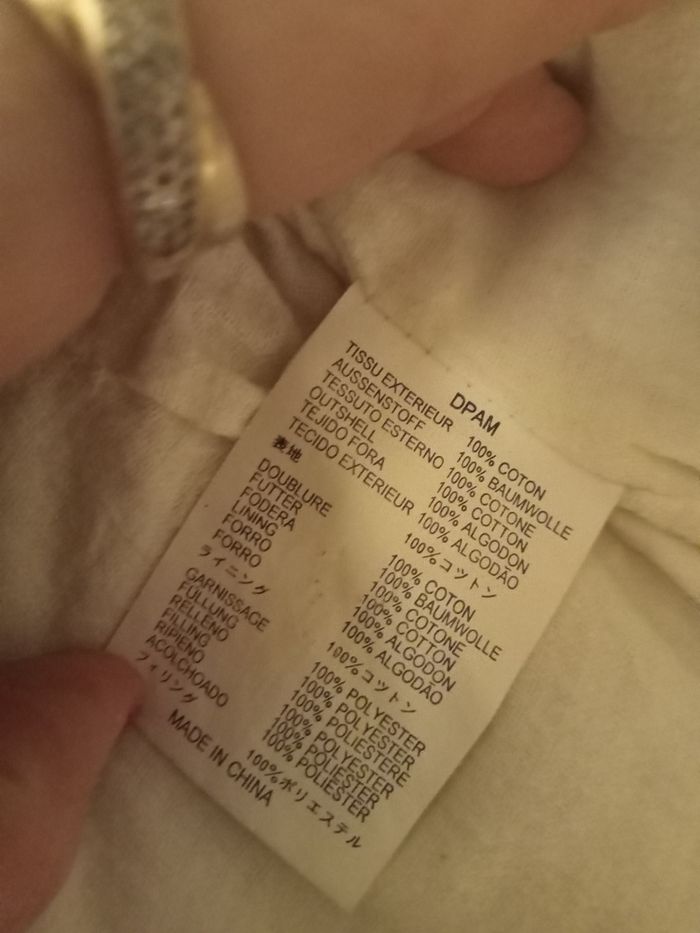 DPAM
TISSU EXTERIEUR 100% COTON
AUSSENSTOFF 100% BAUMWOLLE
TESSUTO ESTERNO 100% COTONE
OUTSHELL 100% COTTON
TEJIDO FORA 100% ALGODON
TECIDO EXTERIEUR 100% ALGODÃO
表地 100%コットン
DOUBLURE 100% COTON
FUTTER 100% BAUMWOLLE
FODERA 100% COTONE
LINING 100% COTTON
FORRO 100% ALGODON
FORRO 100% ALGODÃO
ライニング 100%コットン
GARNISSAGE 100% POLYESTER
FÜLLUNG 100% POLYESTER
RELLENO 100% POLIESTERE
FILLING 100% POLYESTER
RIPIENO 100% POLIESTER
ACOLCHOADO 100% POLIESTER
フィリング 100%ポリエステル
MADE IN CHINA